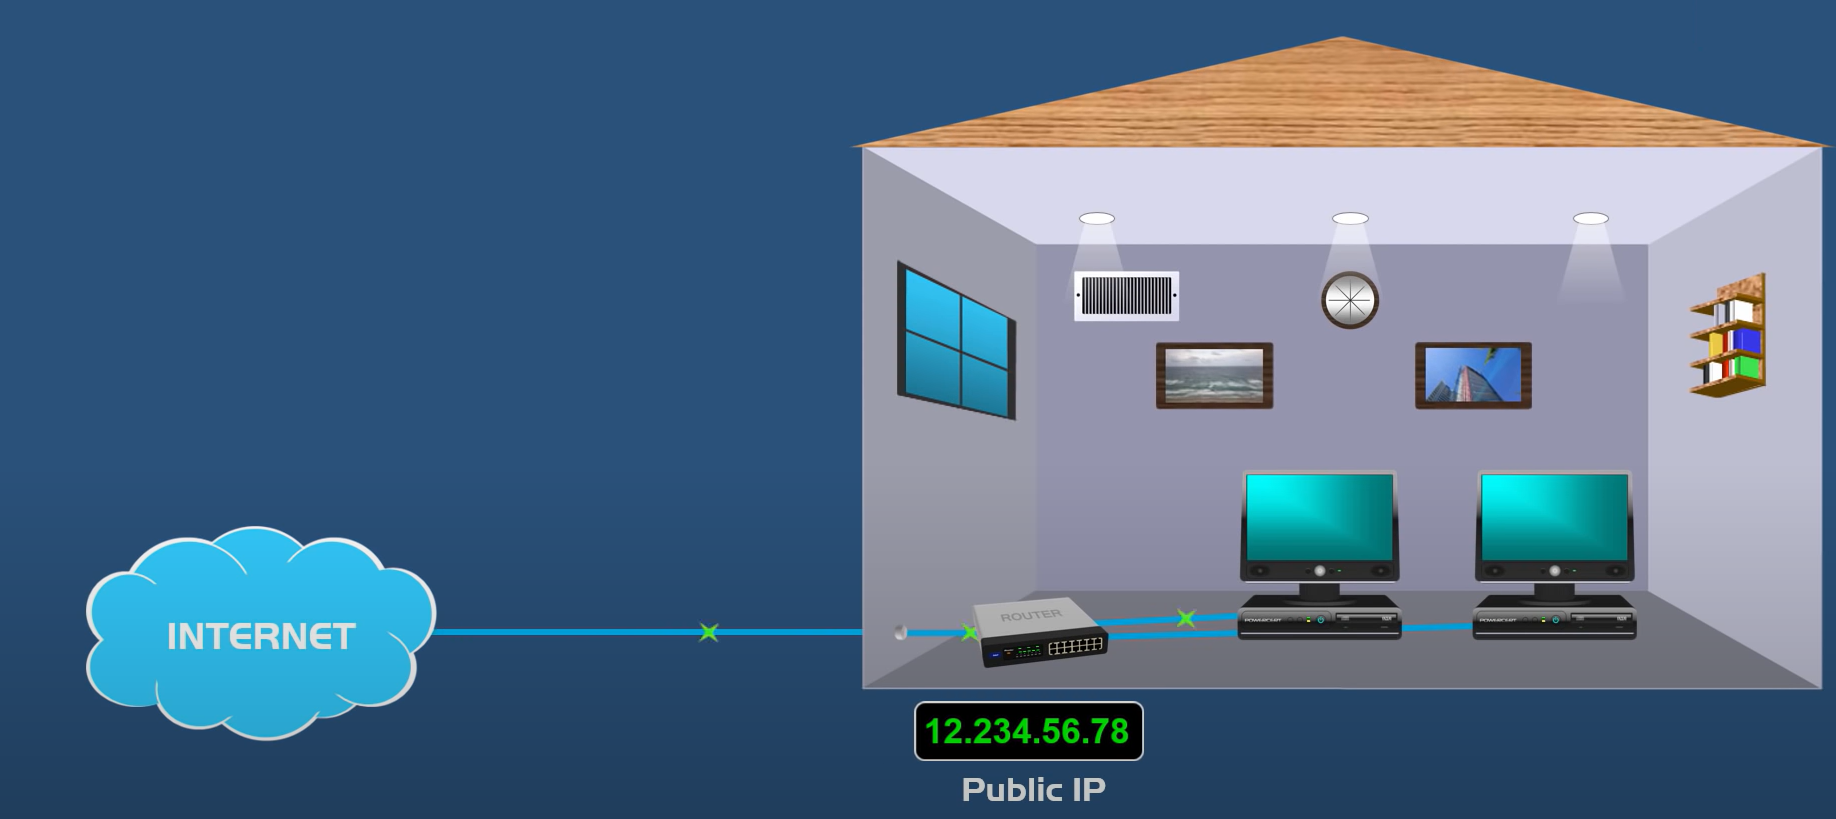 INTERNET
ROUTER
12.234.56.78
Public IP